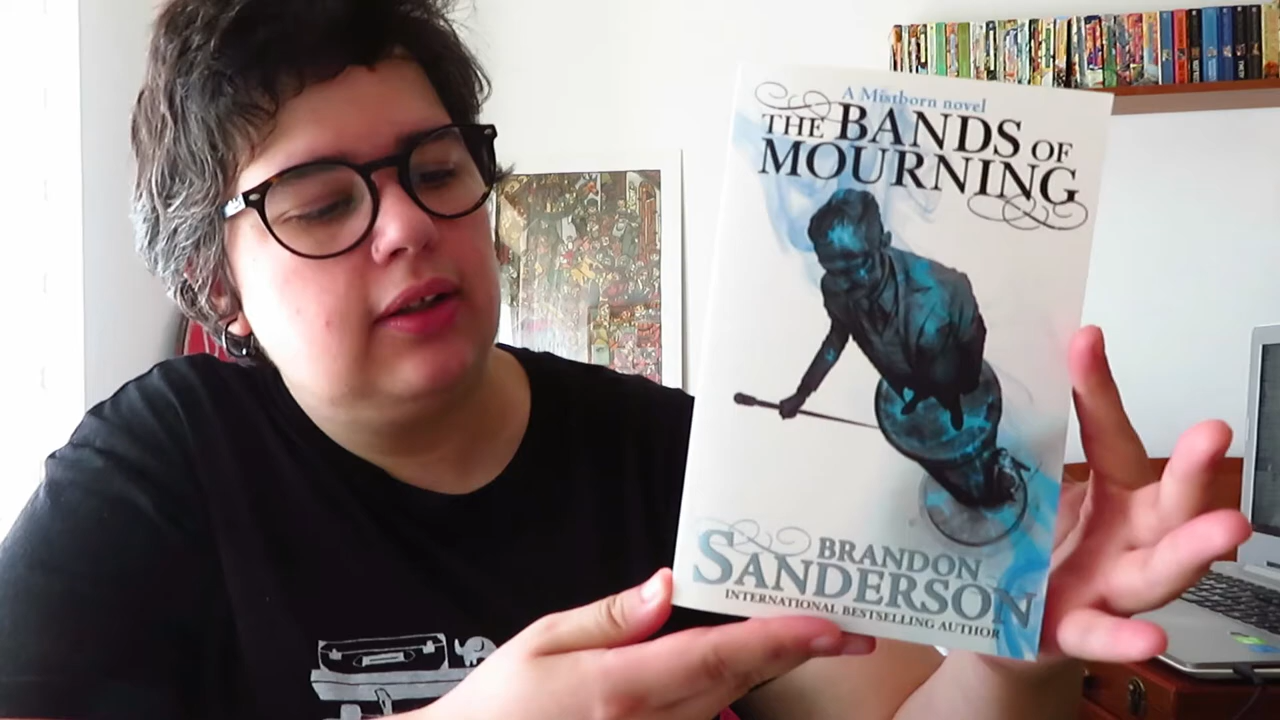 A Mistborn novel
THE BANDS OF
MOURNING
BRANDON
SANDERSON
INTERNATIONAL BESTSELLING AUTHOR